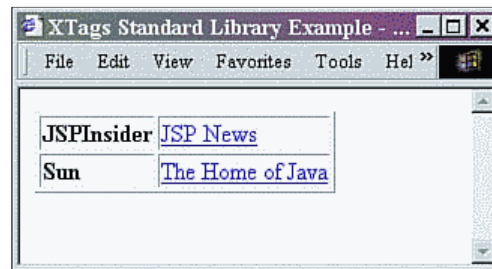 XTags Standard Library Example - ...
File Edit View Favorites Tools Hel »
JSPInsider JSP News
Sun The Home of Java